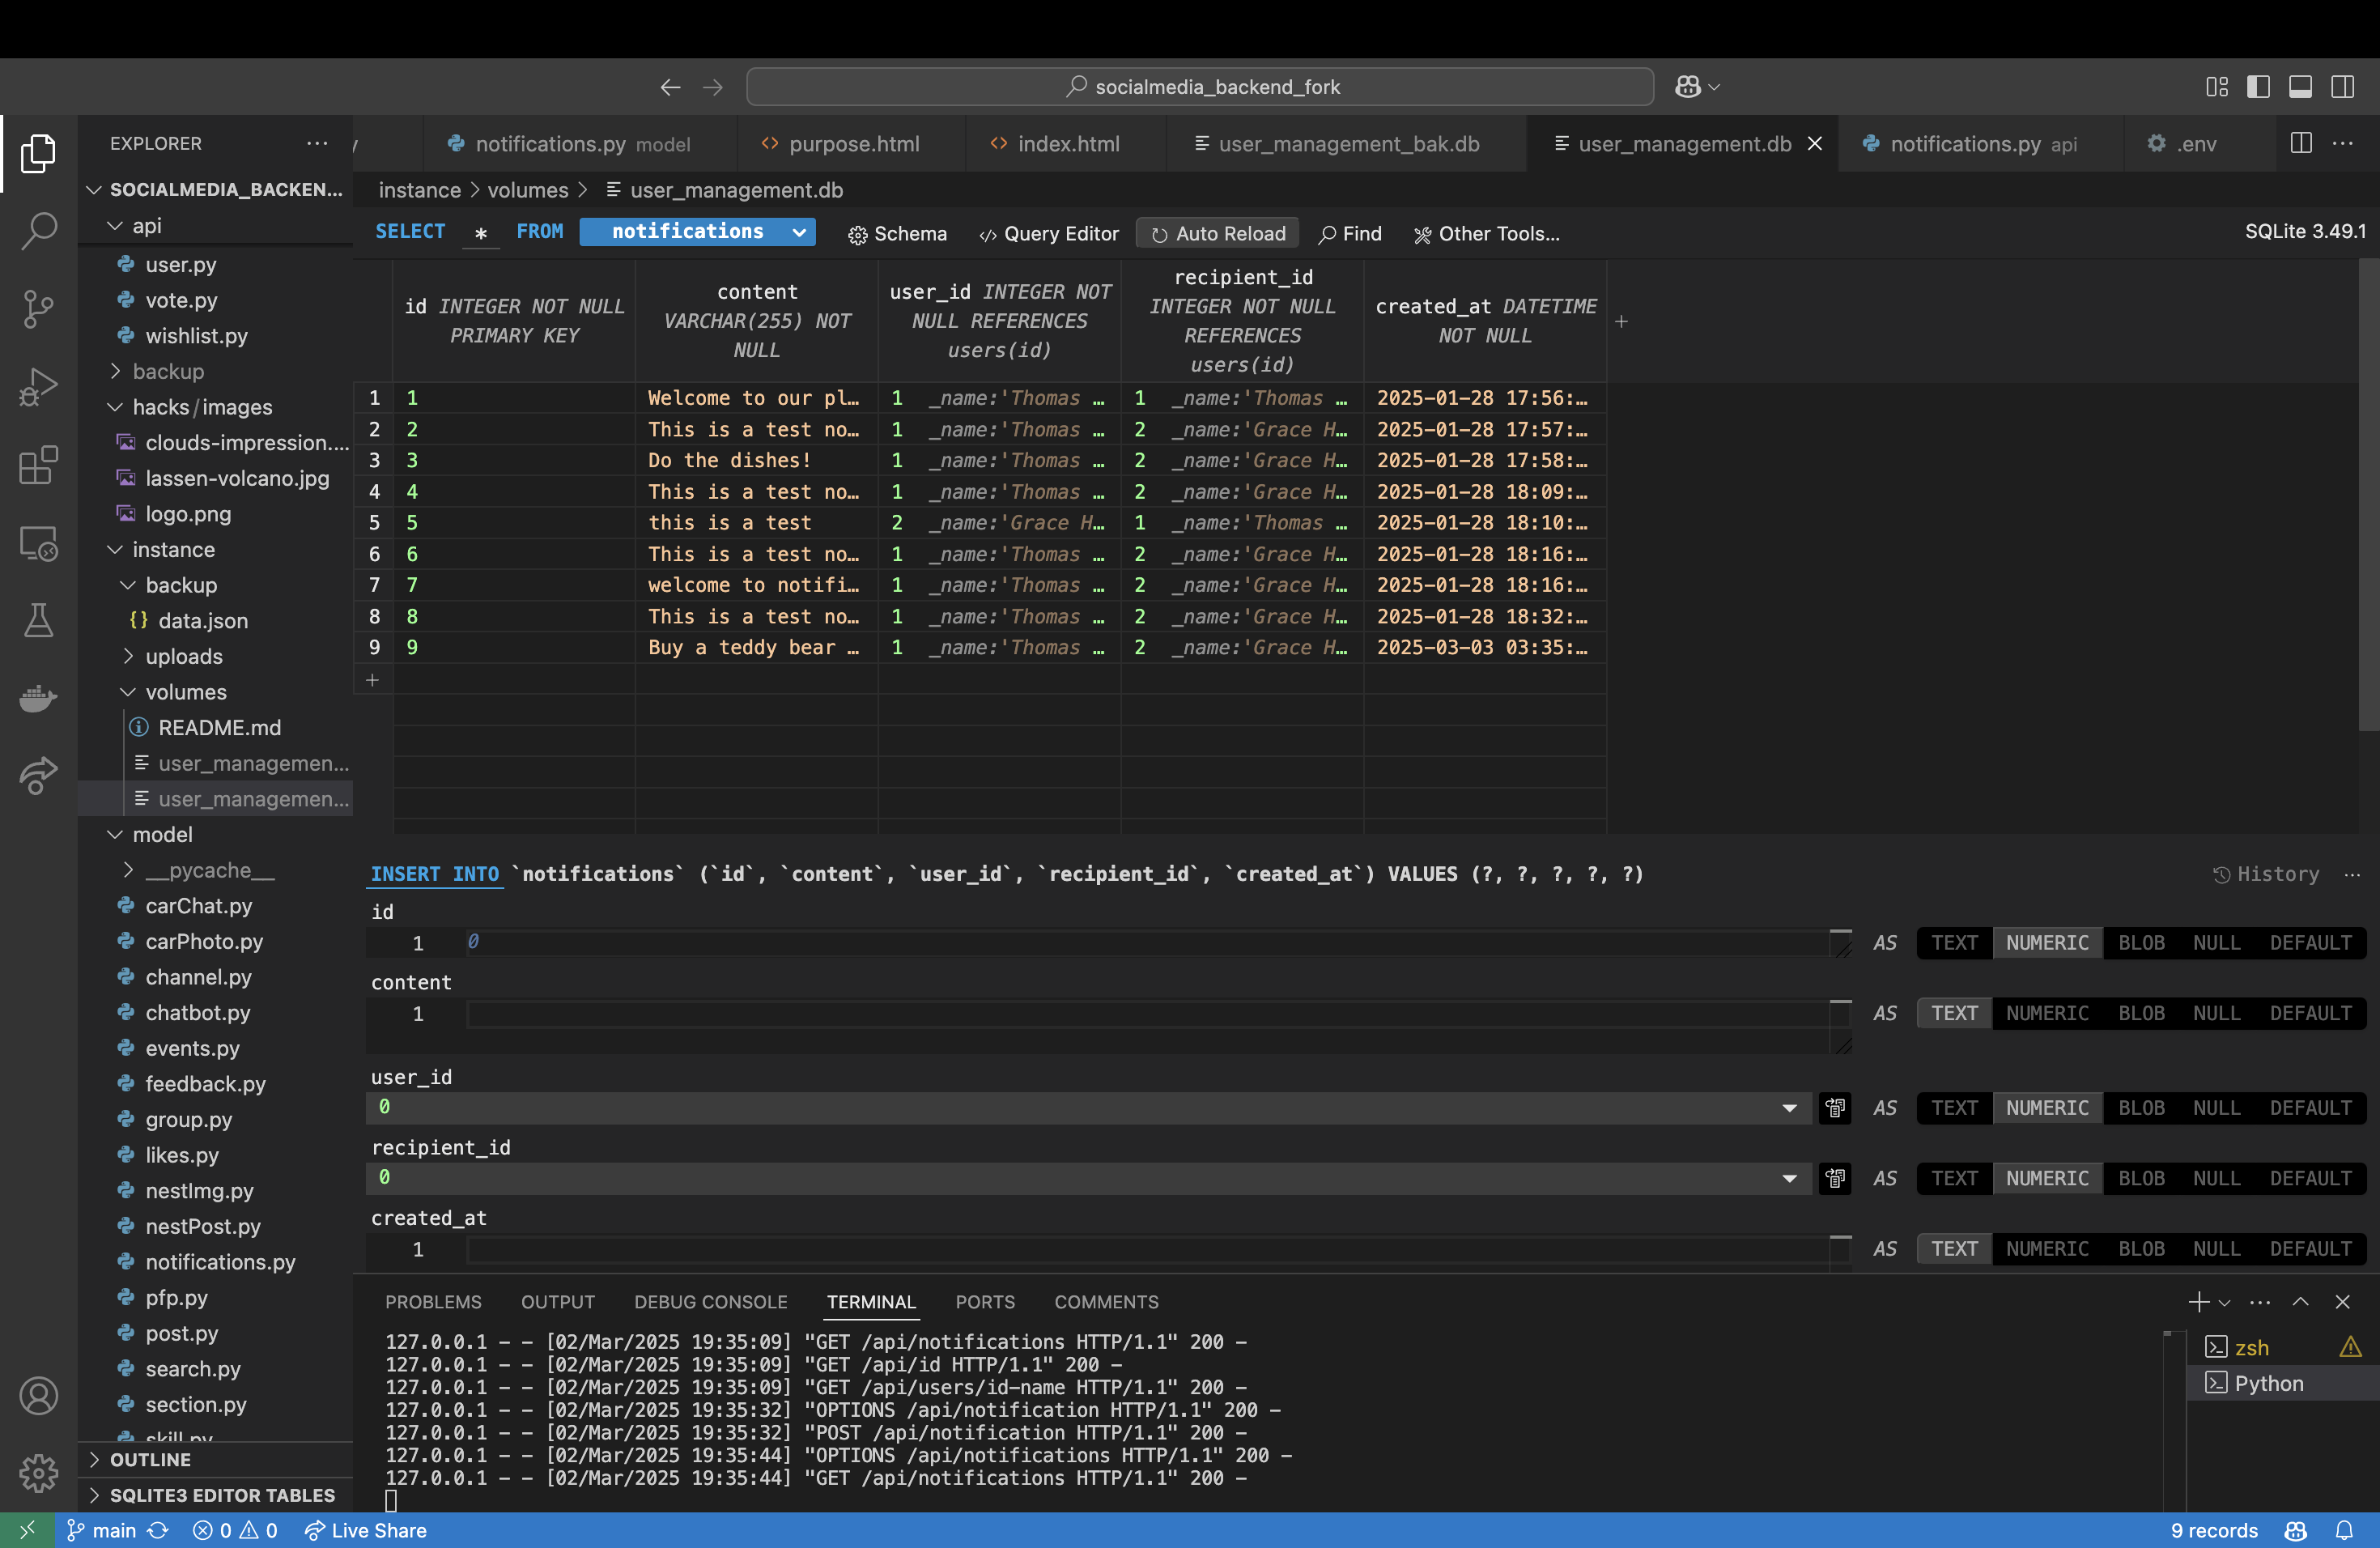 socialmedia_backend_fork
EXPLORER
y
notifications.py model
purpose.html
index.html
user_management_bak.db
user_management.db
notifications.py api
.env
SOCIALMEDIA_BACKEN...
api
user.py
vote.py
wishlist.py
backup
hacks/images
clouds-impression....
lassen-volcano.jpg
logo.png
instance
backup
{} data.json
uploads
volumes
README.md
user_managemen...
user_managemen...
model
__pycache__
carChat.py
carPhoto.py
channel.py
chatbot.py
events.py
feedback.py
group.py
likes.py
nestImg.py
nestPost.py
notifications.py
pfp.py
post.py
search.py
section.py
skill.py
OUTLINE
SQLITE3 EDITOR TABLES
instance > volumes > user_management.db
SELECT * FROM notifications Schema Query Editor Auto Reload Find Other Tools... SQLite 3.49.1
id INTEGER NOT NULL PRIMARY KEY
content VARCHAR(255) NOT NULL
user_id INTEGER NOT NULL REFERENCES users(id)
recipient_id INTEGER NOT NULL REFERENCES users(id)
created_at DATETIME NOT NULL
+
1 1 Welcome to our pl… 1 _name:'Thomas … 1 _name:'Thomas … 2025-01-28 17:56:…
2 2 This is a test no… 1 _name:'Thomas … 2 _name:'Grace H… 2025-01-28 17:57:…
3 3 Do the dishes! 1 _name:'Thomas … 2 _name:'Grace H… 2025-01-28 17:58:…
4 4 This is a test no… 1 _name:'Thomas … 2 _name:'Grace H… 2025-01-28 18:09:…
5 5 this is a test 2 _name:'Grace H… 1 _name:'Thomas … 2025-01-28 18:10:…
6 6 This is a test no… 1 _name:'Thomas … 2 _name:'Grace H… 2025-01-28 18:16:…
7 7 welcome to notifi… 1 _name:'Thomas … 2 _name:'Grace H… 2025-01-28 18:16:…
8 8 This is a test no… 1 _name:'Thomas … 2 _name:'Grace H… 2025-01-28 18:32:…
9 9 Buy a teddy bear … 1 _name:'Thomas … 2 _name:'Grace H… 2025-03-03 03:35:…
+
INSERT INTO `notifications` (`id`, `content`, `user_id`, `recipient_id`, `created_at`) VALUES (?, ?, ?, ?, ?) History
id
1 0 AS TEXT NUMERIC BLOB NULL DEFAULT
content
1 AS TEXT NUMERIC BLOB NULL DEFAULT
user_id
0 AS TEXT NUMERIC BLOB NULL DEFAULT
recipient_id
0 AS TEXT NUMERIC BLOB NULL DEFAULT
created_at
1 AS TEXT NUMERIC BLOB NULL DEFAULT
PROBLEMS OUTPUT DEBUG CONSOLE TERMINAL PORTS COMMENTS
127.0.0.1 - - [02/Mar/2025 19:35:09] "GET /api/notifications HTTP/1.1" 200 -
127.0.0.1 - - [02/Mar/2025 19:35:09] "GET /api/id HTTP/1.1" 200 -
127.0.0.1 - - [02/Mar/2025 19:35:09] "GET /api/users/id-name HTTP/1.1" 200 -
127.0.0.1 - - [02/Mar/2025 19:35:32] "OPTIONS /api/notification HTTP/1.1" 200 -
127.0.0.1 - - [02/Mar/2025 19:35:32] "POST /api/notification HTTP/1.1" 200 -
127.0.0.1 - - [02/Mar/2025 19:35:44] "OPTIONS /api/notifications HTTP/1.1" 200 -
127.0.0.1 - - [02/Mar/2025 19:35:44] "GET /api/notifications HTTP/1.1" 200 -
zsh
Python
main 0 0 Live Share 9 records